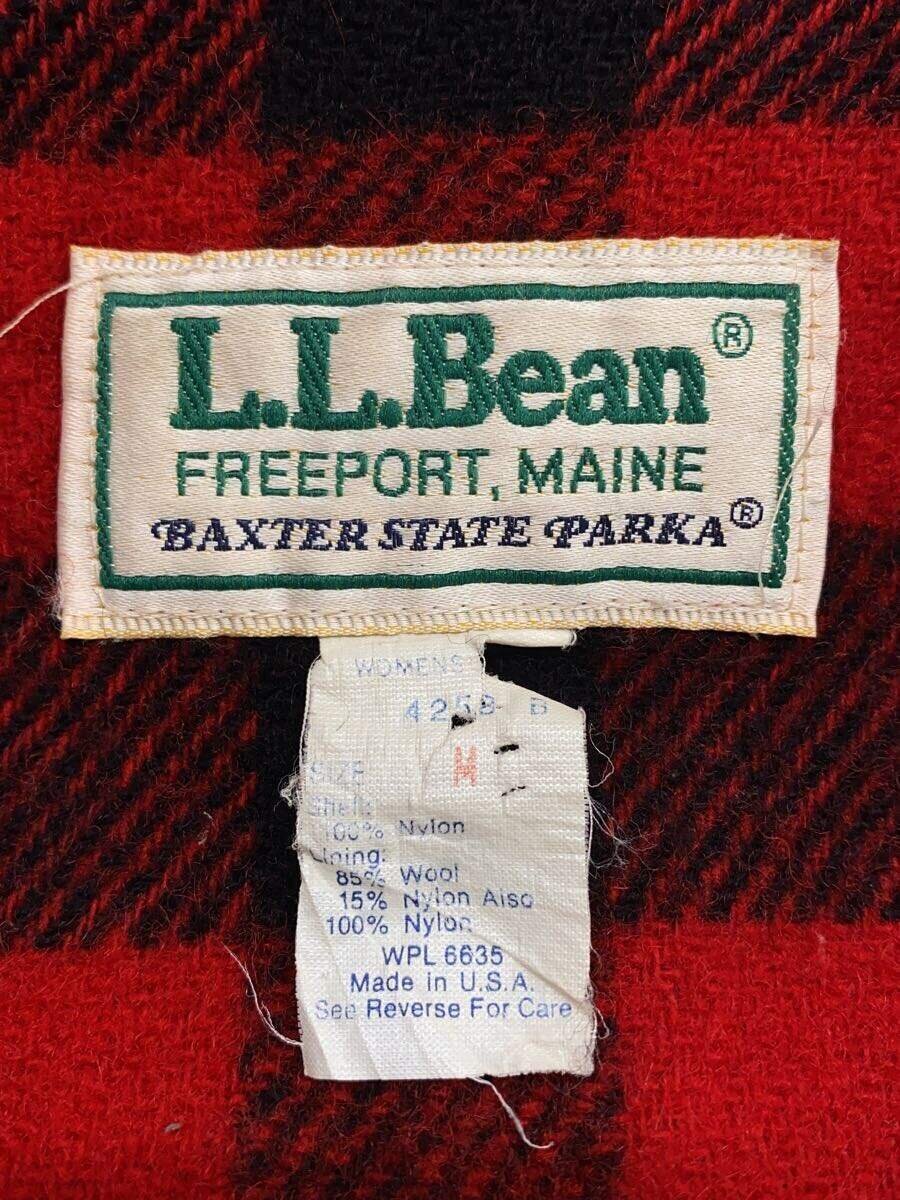 L.L.Bean®
FREEPORT, MAINE
BAXTER STATE PARKA®
WOMENS
4258 B
SIZE M
Shell:
100% Nylon
Lining:
85% Wool
15% Nylon Also
100% Nylon
WPL 6635
Made in U.S.A.
See Reverse For Care